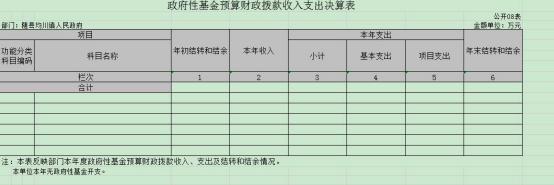 政府性基金预算财政拨款收入支出决算表
公开08表
部门：随县均川镇人民政府 金额单位：万元
项目 年初结转和结余 本年收入 本年支出 年末结转和结余
功能分类科目编码 科目名称 小计 基本支出 项目支出
栏次 1 2 3 4 5 6
合计
注：本表反映部门本年度政府性基金预算财政拨款收入、支出及结转和结余情况。
本单位本年无政府性基金开支。